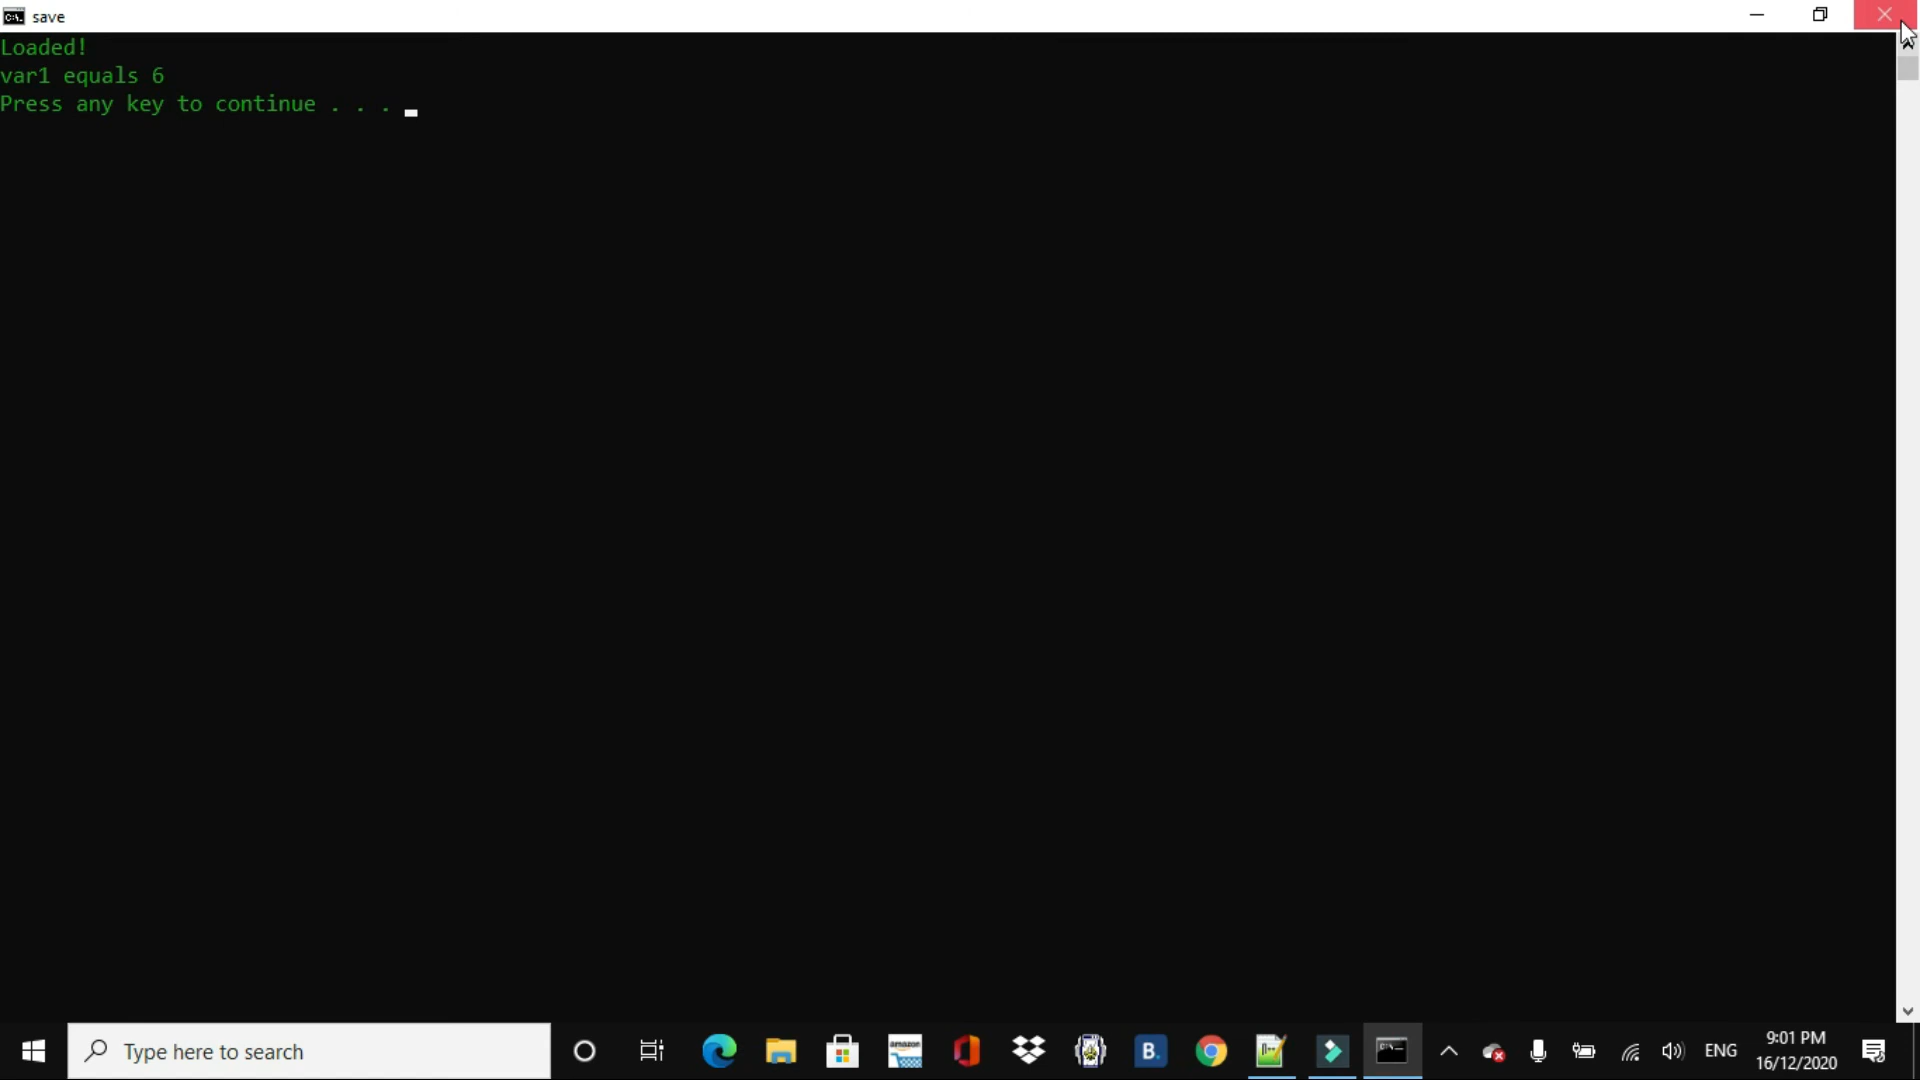 save
Loaded!
var1 equals 6
Press any key to continue . . .
Type here to search
amazon
B.
ENG
9:01 PM
16/12/2020